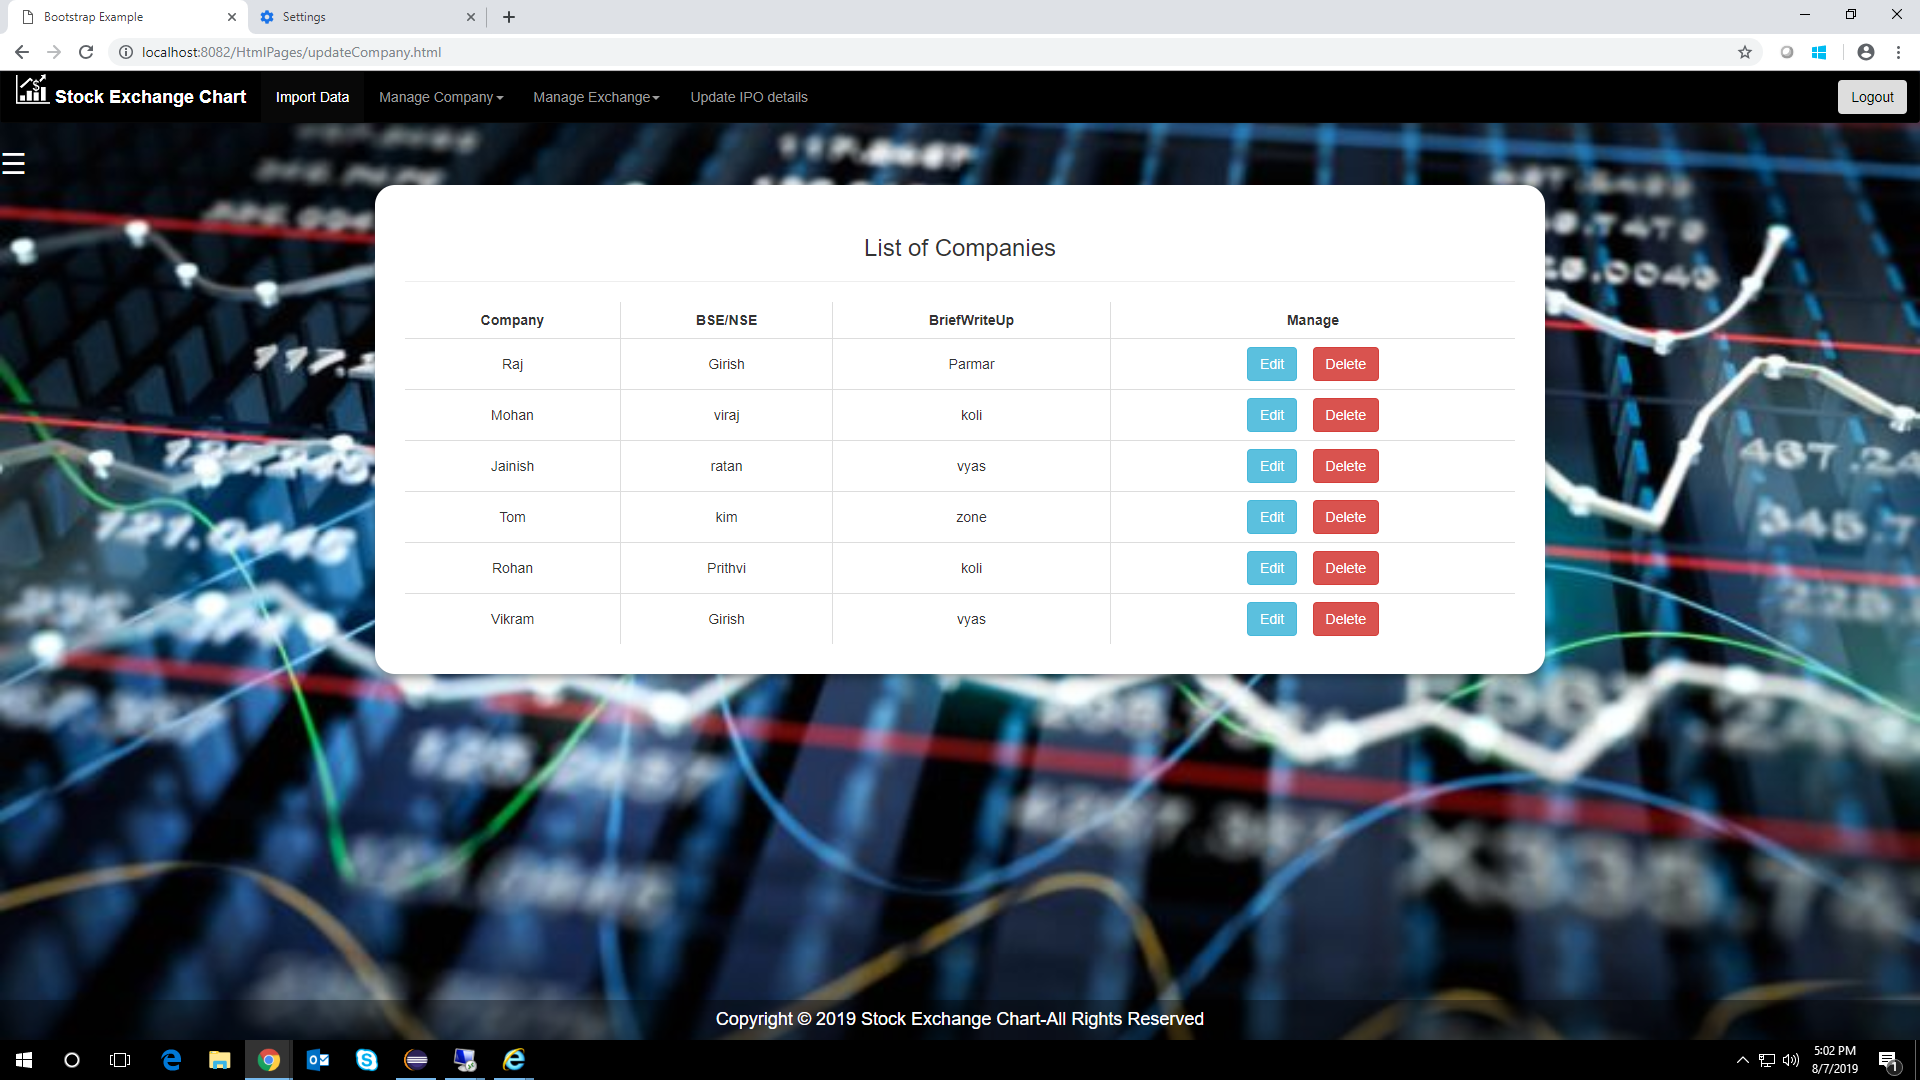 Bootstrap Example
Settings
localhost:8082/HtmlPages/updateCompany.html
Stock Exchange Chart Import Data Manage Company Manage Exchange Update IPO details Logout
List of Companies
Company BSE/NSE BriefWriteUp Manage
Raj Girish Parmar Edit Delete
Mohan viraj koli Edit Delete
Jainish ratan vyas Edit Delete
Tom kim zone Edit Delete
Rohan Prithvi koli Edit Delete
Vikram Girish vyas Edit Delete
121.0446
Copyright © 2019 Stock Exchange Chart-All Rights Reserved
5:02 PM
8/7/2019
1